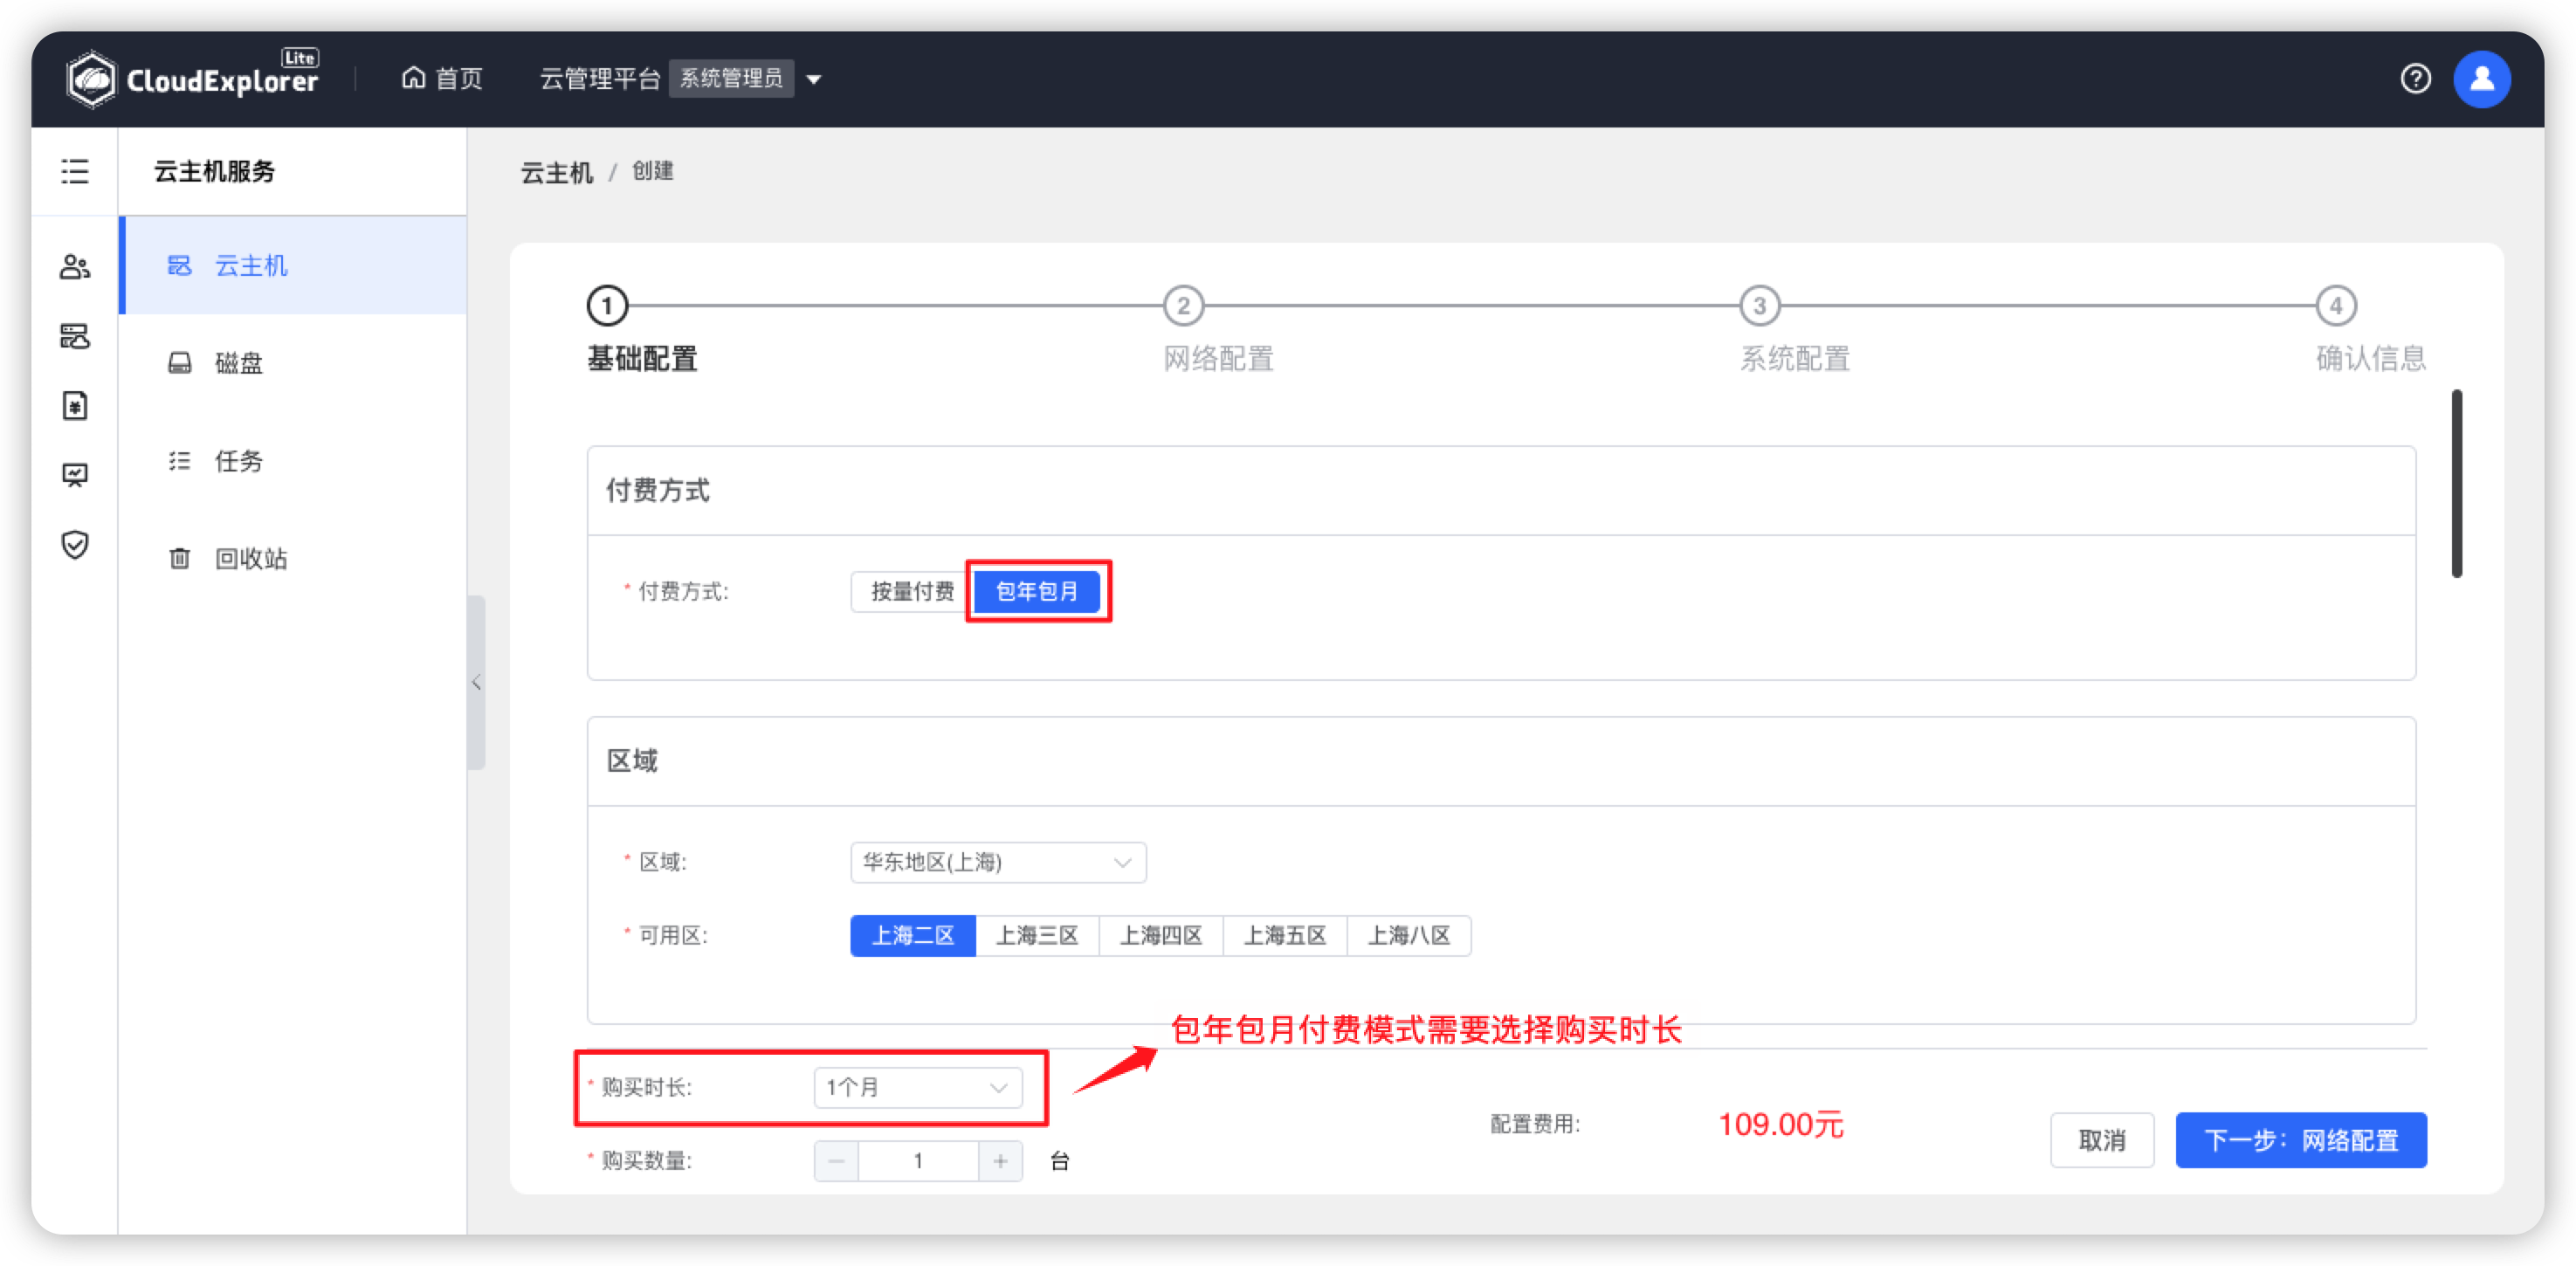 CloudExplorer Lite
首页
云管理平台 系统管理员
云主机服务
云主机
磁盘
任务
回收站
云主机 / 创建
1 2 3 4
基础配置 网络配置 系统配置 确认信息
付费方式
* 付费方式: 按量付费 包年包月
区域
* 区域: 华东地区(上海)
* 可用区: 上海二区 上海三区 上海四区 上海五区 上海八区
包年包月付费模式需要选择购买时长
* 购买时长: 1个月
* 购买数量: － 1 + 台
配置费用: 109.00元
取消 下一步：网络配置